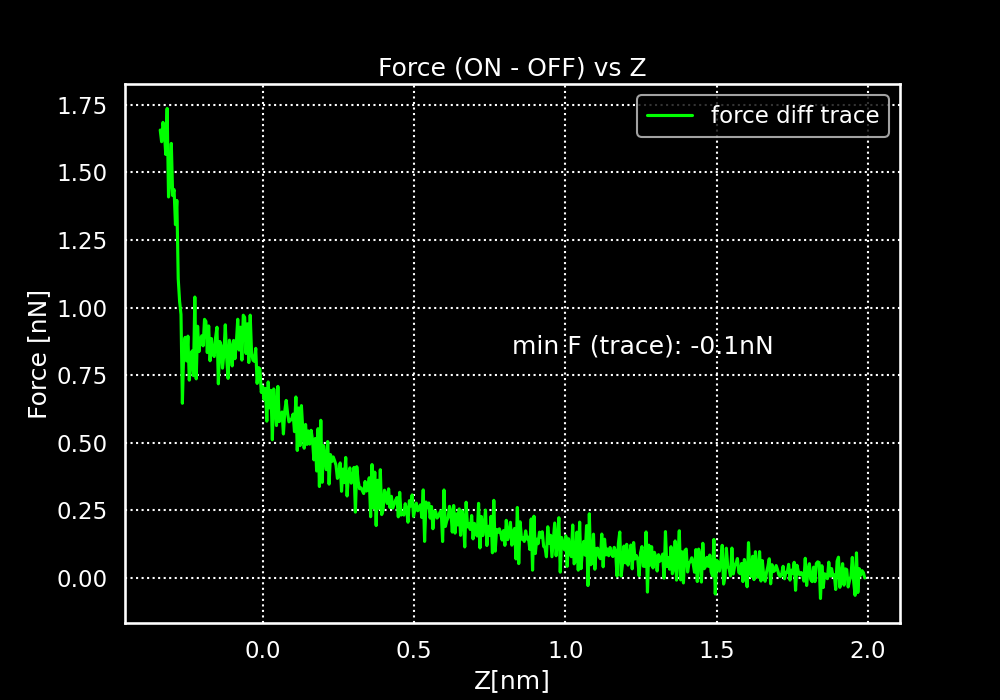 Force (ON - OFF) vs Z
force diff trace
1.75
1.50
1.25
1.00
0.75
0.50
0.25
0.00
Force [nN]
min F (trace): -0.1nN
0.0 0.5 1.0 1.5 2.0
Z[nm]